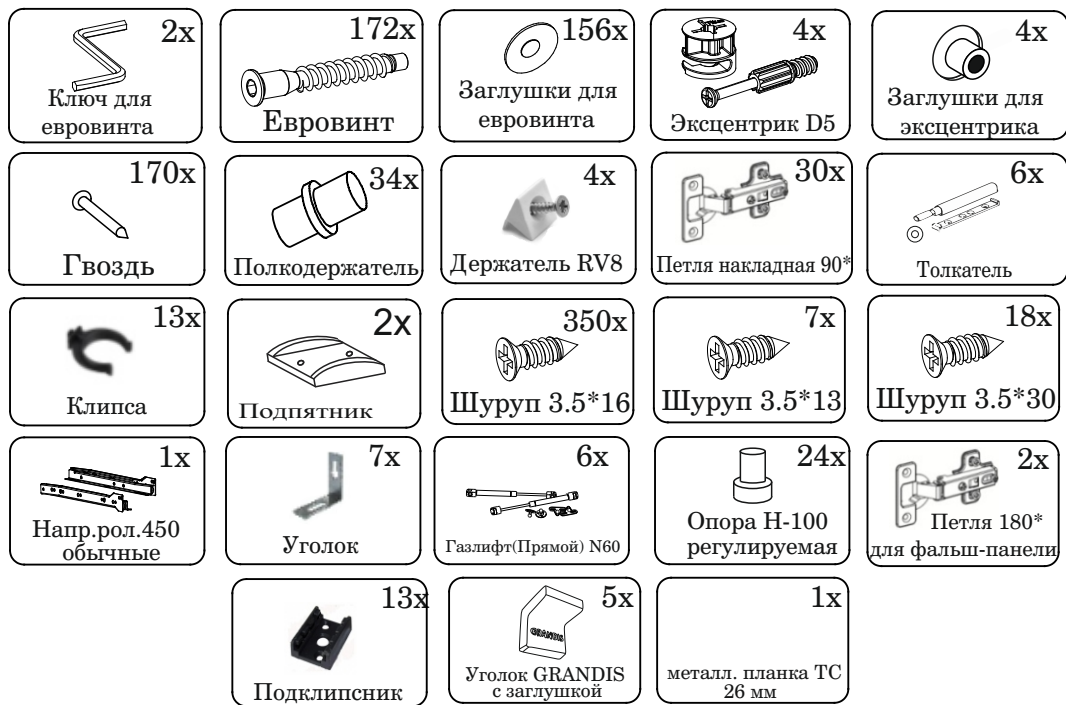 2x
Ключ для
евровинта
172x
Евровинт
156x
Заглушки для
евровинта
4x
Эксцентрик D5
4x
Заглушки для
эксцентрика
170x
Гвоздь
34x
Полкодержатель
4x
Держатель RV8
30x
Петля накладная 90*
6x
Толкатель
13x
Клипса
2x
Подпятник
350x
Шуруп 3.5*16
7x
Шуруп 3.5*13
18x
Шуруп 3.5*30
1x
Напр.рол.450
обычные
7x
Уголок
6x
Газлифт(Прямой) N60
24x
Опора Н-100
регулируемая
2x
Петля 180*
для фальш-панели
13x
Подклипсник
5x
GRANDIS
Уголок GRANDIS
с заглушкой
1x
металл. планка ТС
26 мм